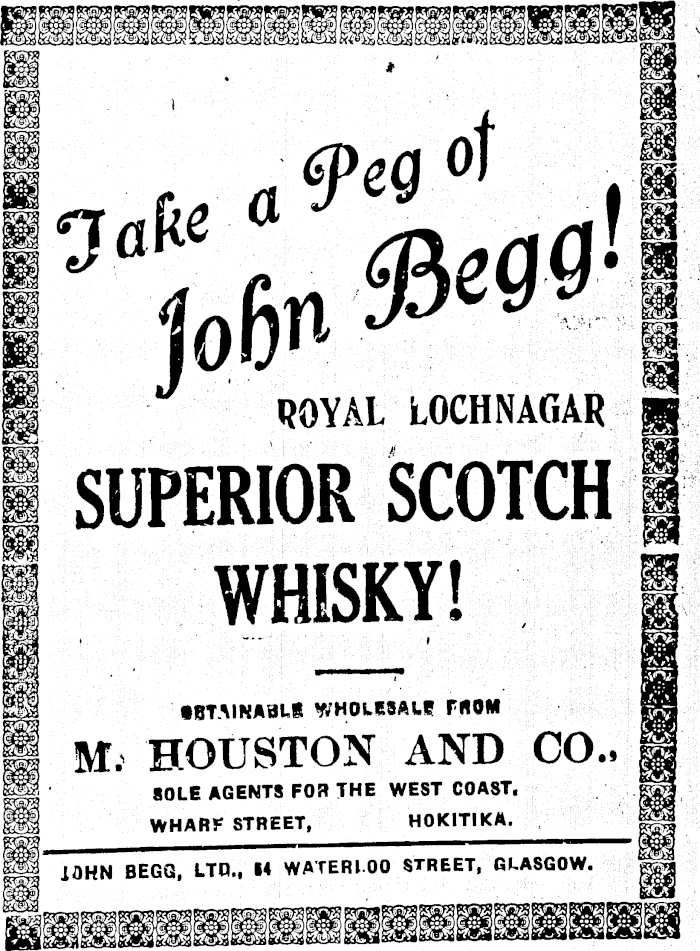 Take a Peg of
John Begg!
ROYAL LOCHNAGAR
SUPERIOR SCOTCH
WHISKY!
OBTAINABLE WHOLESALE FROM
M. HOUSTON AND CO.,
SOLE AGENTS FOR THE WEST COAST.
WHARF STREET, HOKITIKA.
JOHN BEGG, LTD., 54 WATERLOO STREET, GLASGOW.